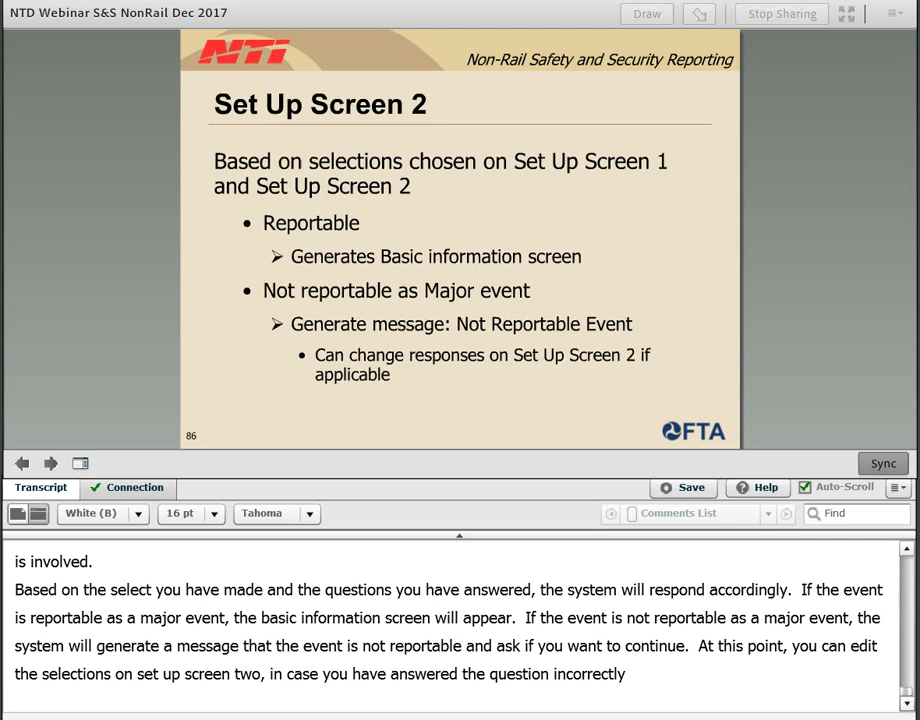 NTD Webinar S&S NonRail Dec 2017
Draw
Stop Sharing
NTI
Non-Rail Safety and Security Reporting
Set Up Screen 2
Based on selections chosen on Set Up Screen 1
and Set Up Screen 2
• Reportable
➢ Generates Basic information screen
• Not reportable as Major event
➢ Generate message: Not Reportable Event
• Can change responses on Set Up Screen 2 if
applicable
86
FTA
Sync
Transcript
Connection
Save
Help
Auto-Scroll
White (B)
16 pt
Tahoma
Comments List
Find
is involved.
Based on the select you have made and the questions you have answered, the system will respond accordingly.  If the event
is reportable as a major event, the basic information screen will appear.  If the event is not reportable as a major event, the
system will generate a message that the event is not reportable and ask if you want to continue.  At this point, you can edit
the selections on set up screen two, in case you have answered the question incorrectly